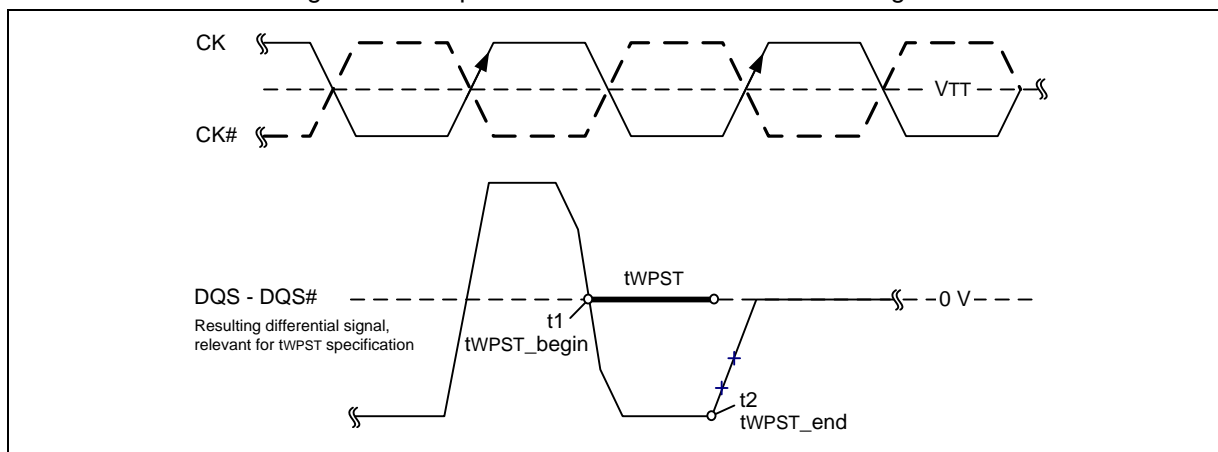 CK
VTT
CK#
tWPST
DQS - DQS#
0 V
Resulting differential signal,
relevant for tWPST specification
t1
tWPST_begin
t2
tWPST_end